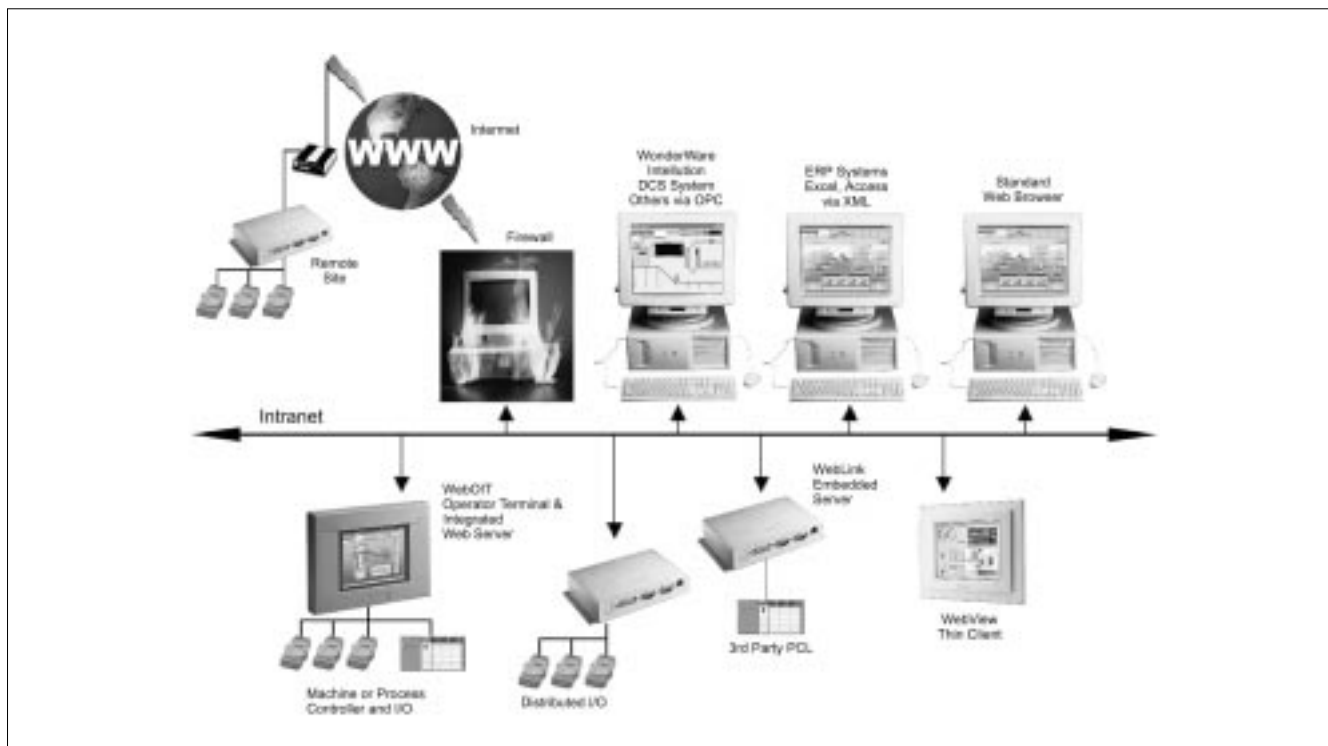 www
Internet
Remote
Site
Firewall
WonderWare
Intellution
DCS System
Others via OPC
ERP Systems
Excel, Access
via XML
Standard
Web Browser
Intranet
WebOIT
Operator Terminal &
Integrated
Web Server
Machine or Process
Controller and I/O
Distributed I/O
WebLink
Embedded
Server
3rd Party PCL
WebView
Thin Client